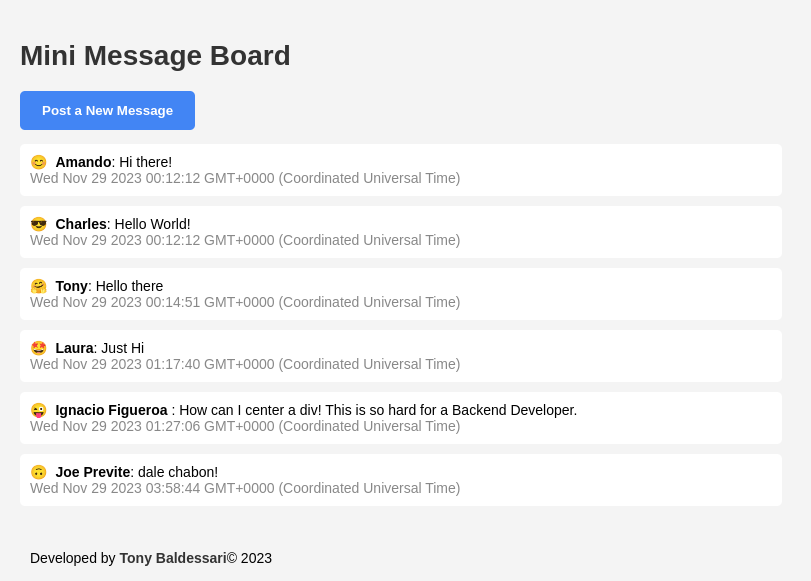 Mini Message Board
Post a New Message
😊 Amando: Hi there!
Wed Nov 29 2023 00:12:12 GMT+0000 (Coordinated Universal Time)
😎 Charles: Hello World!
Wed Nov 29 2023 00:12:12 GMT+0000 (Coordinated Universal Time)
🤗 Tony: Hello there
Wed Nov 29 2023 00:14:51 GMT+0000 (Coordinated Universal Time)
🤩 Laura: Just Hi
Wed Nov 29 2023 01:17:40 GMT+0000 (Coordinated Universal Time)
😜 Ignacio Figueroa : How can I center a div! This is so hard for a Backend Developer.
Wed Nov 29 2023 01:27:06 GMT+0000 (Coordinated Universal Time)
🙃 Joe Previte: dale chabon!
Wed Nov 29 2023 03:58:44 GMT+0000 (Coordinated Universal Time)
Developed by Tony Baldessari© 2023